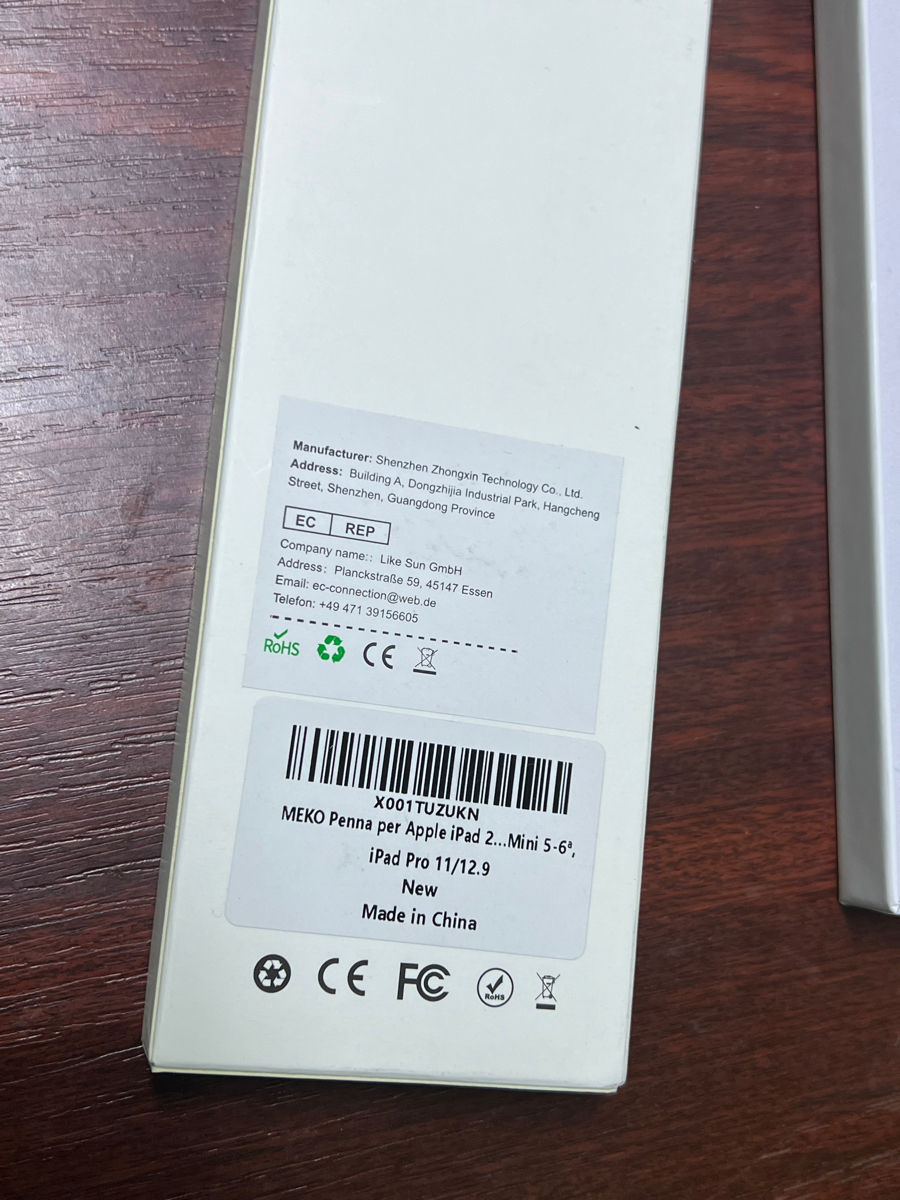 Manufacturer: Shenzhen Zhongxin Technology Co., Ltd.
Address: Building A, Dongzhijia Industrial Park, Hangcheng
Street, Shenzhen, Guangdong Province
EC REP
Company name:: Like Sun GmbH
Address: Planckstraße 59, 45147 Essen
Email: ec-connection@web.de
Telefon: +49 471 39156605
RoHS CE
X001TUZUKN
MEKO Penna per Apple iPad 2...Mini 5-6ª,
iPad Pro 11/12.9
New
Made in China
CE FC RoHS